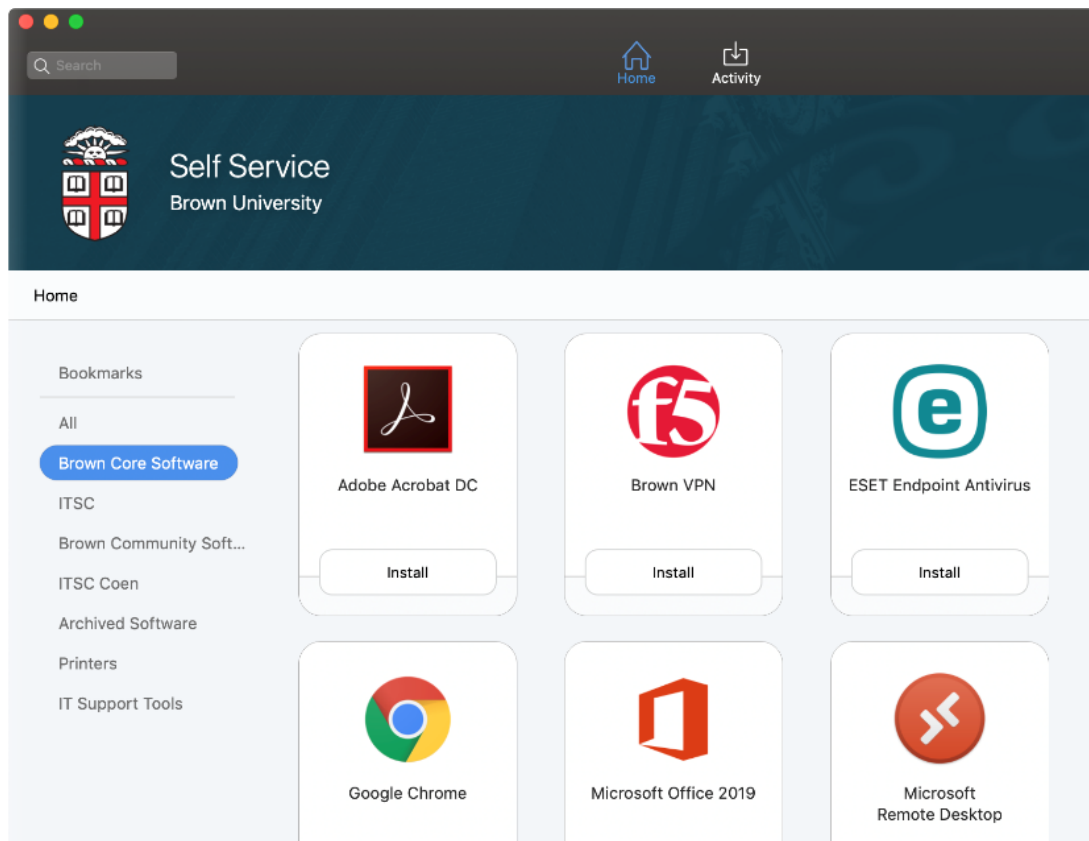 Search
Home
Activity
Self Service
Brown University
Home
Bookmarks
All
Brown Core Software
ITSC
Brown Community Soft...
ITSC Coen
Archived Software
Printers
IT Support Tools
Adobe Acrobat DC
Install
f5
Brown VPN
Install
e
ESET Endpoint Antivirus
Install
Google Chrome
Microsoft Office 2019
Microsoft
Remote Desktop